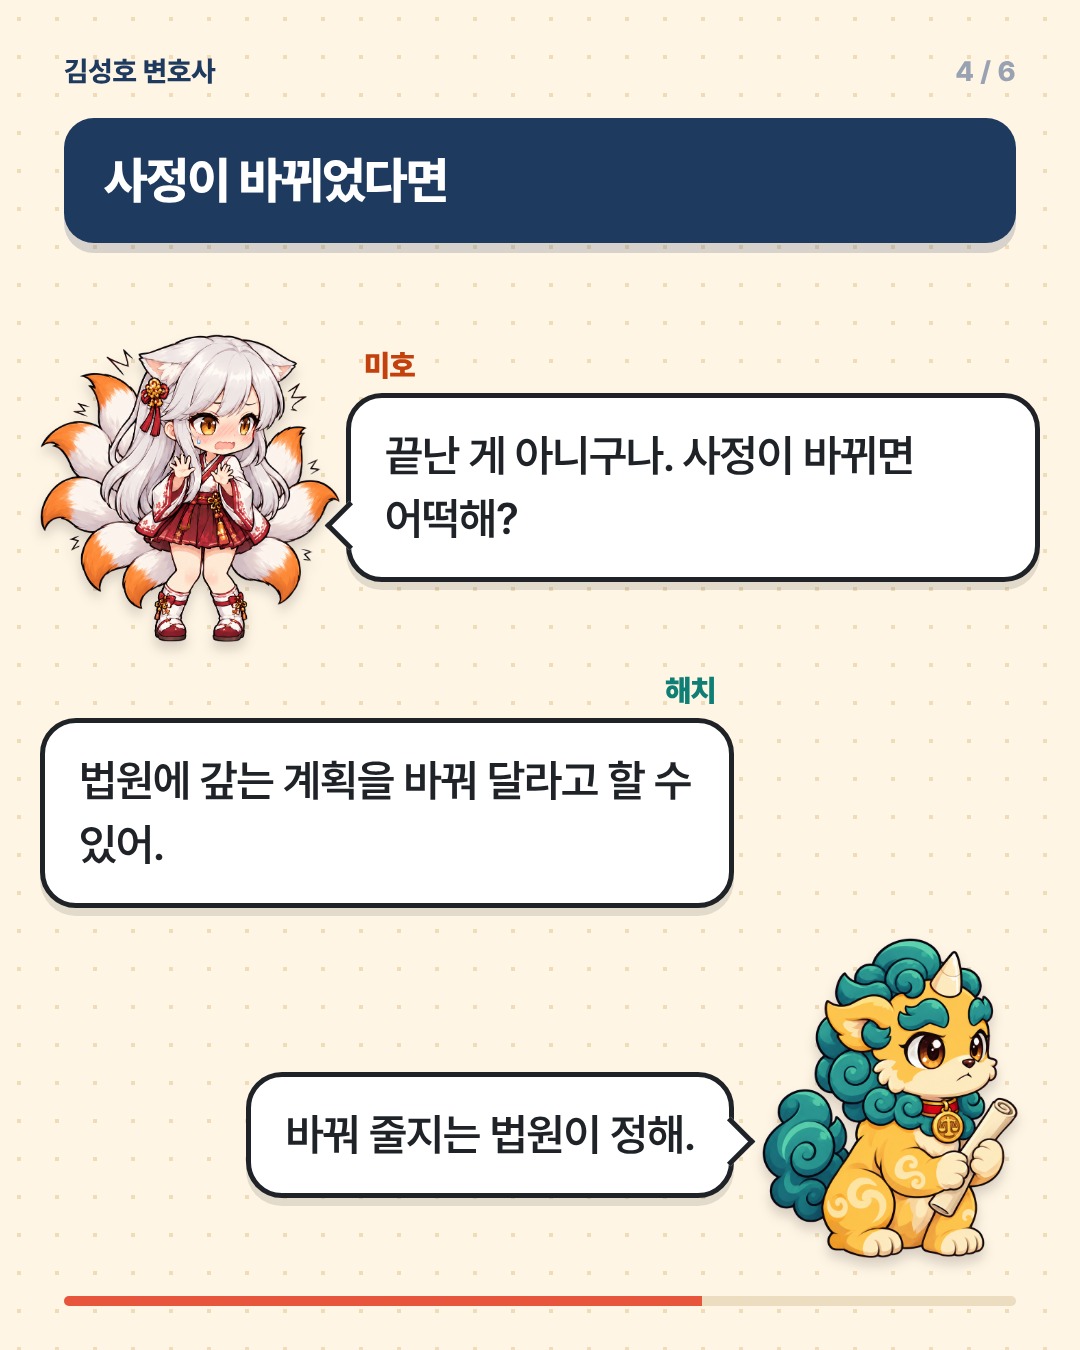 김성호 변호사
4 / 6
사정이 바뀌었다면
미호
끝난 게 아니구나. 사정이 바뀌면
어떡해?
해치
법원에 갚는 계획을 바꿔 달라고 할 수
있어.
바꿔 줄지는 법원이 정해.